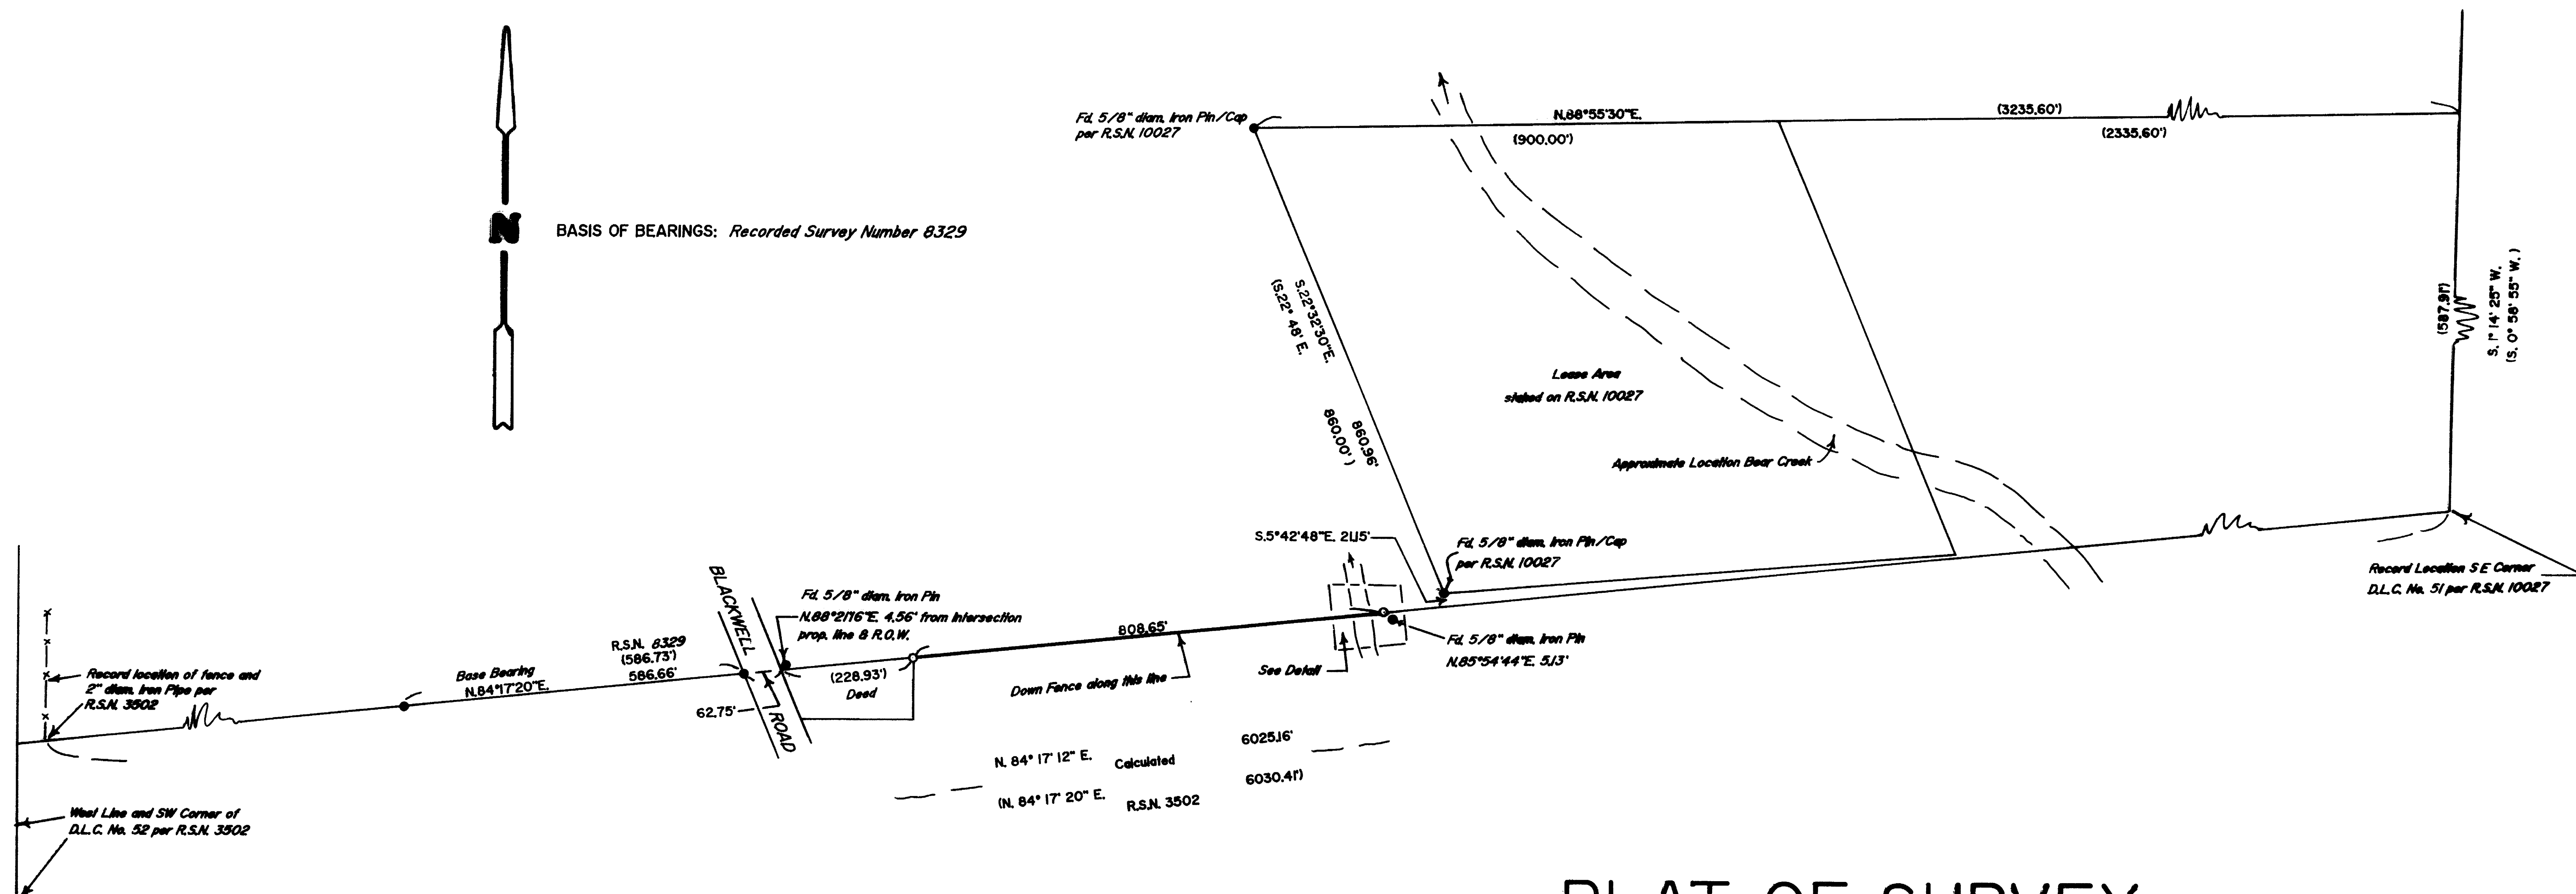 Fd. 5/8" diam. Iron Pin/Cap
per R.S.N. 10027
N.88°55'30"E.
(900.00')
(3235.60')
(2335.60')
N
BASIS OF BEARINGS: Recorded Survey Number 8329
S.22°32'30"E.
(S.22° 48' E.
860.96'
860.00')
(587.91')
S. 1° 14' 25" W.
(S. 0° 58' 55" W.)
Lease Area
staked on R.S.N. 10027
Approximate Location Bear Creek
S.5°42'48"E. 21.15'
Fd. 5/8" diam. Iron Pin/Cap
per R.S.N. 10027
Record Location S E Corner
D.L.C. No. 51 per R.S.N. 10027
BLACKWELL
ROAD
Fd. 5/8" diam. Iron Pin
N.88°21'16"E. 4.56' from Intersection
prop. line & R.O.W.
808.65'
Fd. 5/8" diam. Iron Pin
N.85°54'44"E. 5.13'
See Detail
Down Fence along this line
(228.93')
Deed
R.S.N. 8329
(586.73')
586.66'
Base Bearing
N.84°17'20"E.
62.75'
Record location of fence and
2" diam. Iron Pipe per
R.S.N. 3502
N. 84° 17' 12" E. Calculated 6025.16'
(N. 84° 17' 20" E. R.S.N. 3502 6030.41')
West Line and SW Corner of
D.L.C. No. 52 per R.S.N. 3502
PLAT OF SURVEY